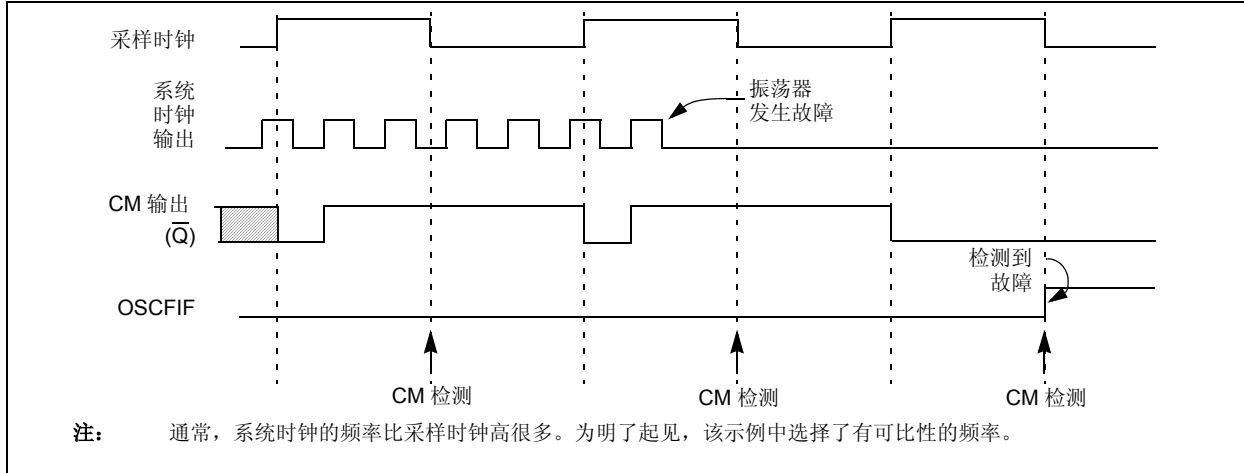 采样时钟
系统
时钟
输出
振荡器
发生故障
CM 输出
(Q̅)
检测到
故障
OSCFIF
CM 检测
CM 检测
CM 检测
注： 通常，系统时钟的频率比采样时钟高很多。为明了起见，该示例中选择了有可比性的频率。